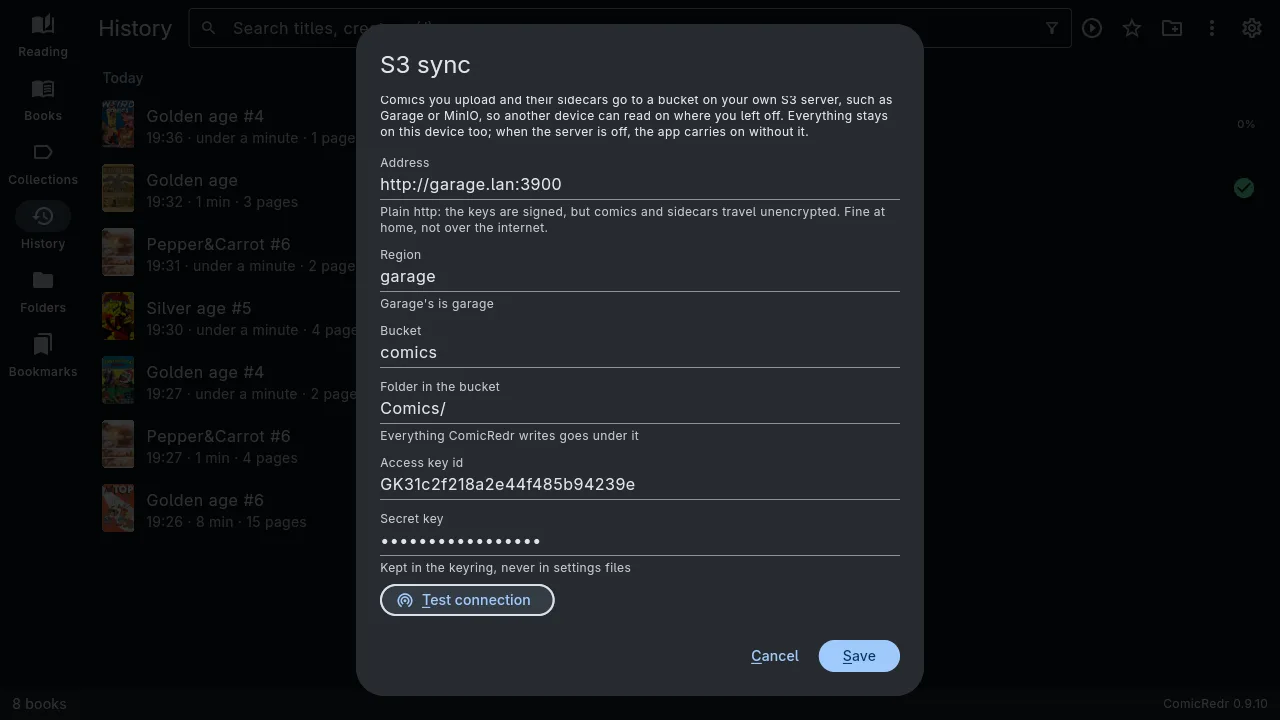 Reading
History
Search titles, cre
Books
Collections
History
Folders
Bookmarks
Today
Golden age #4
19:36 · under a minute · 1 page
0%
Golden age
19:32 · 1 min · 3 pages
Pepper&Carrot #6
19:31 · under a minute · 2 page
Silver age #5
19:30 · under a minute · 4 page
Golden age #4
19:27 · under a minute · 2 page
Pepper&Carrot #6
19:27 · 1 min · 4 pages
Golden age #6
19:26 · 8 min · 15 pages
S3 sync
Comics you upload and their sidecars go to a bucket on your own S3 server, such as
Garage or MinIO, so another device can read on where you left off. Everything stays
on this device too; when the server is off, the app carries on without it.
Address
http://garage.lan:3900
Plain http: the keys are signed, but comics and sidecars travel unencrypted. Fine at
home, not over the internet.
Region
garage
Garage's is garage
Bucket
comics
Folder in the bucket
Comics/
Everything ComicRedr writes goes under it
Access key id
GK31c2f218a2e44f485b94239e
Secret key
•••••••••••••••••
Kept in the keyring, never in settings files
Test connection
Cancel
Save
8 books
ComicRedr 0.9.10